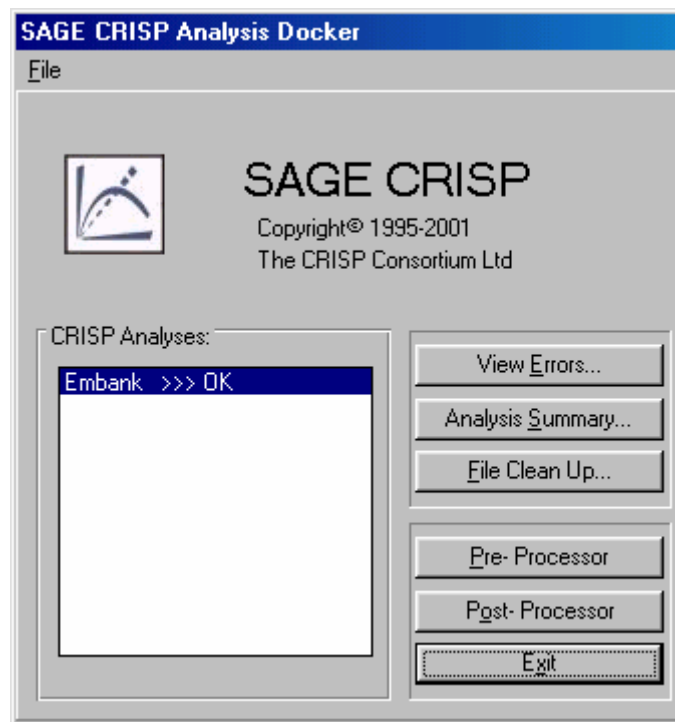 SAGE CRISP Analysis Docker
File
SAGE CRISP
Copyright© 1995-2001
The CRISP Consortium Ltd
CRISP Analyses:
Embank >>> OK
View Errors...
Analysis Summary...
File Clean Up...
Pre- Processor
Post- Processor
Exit